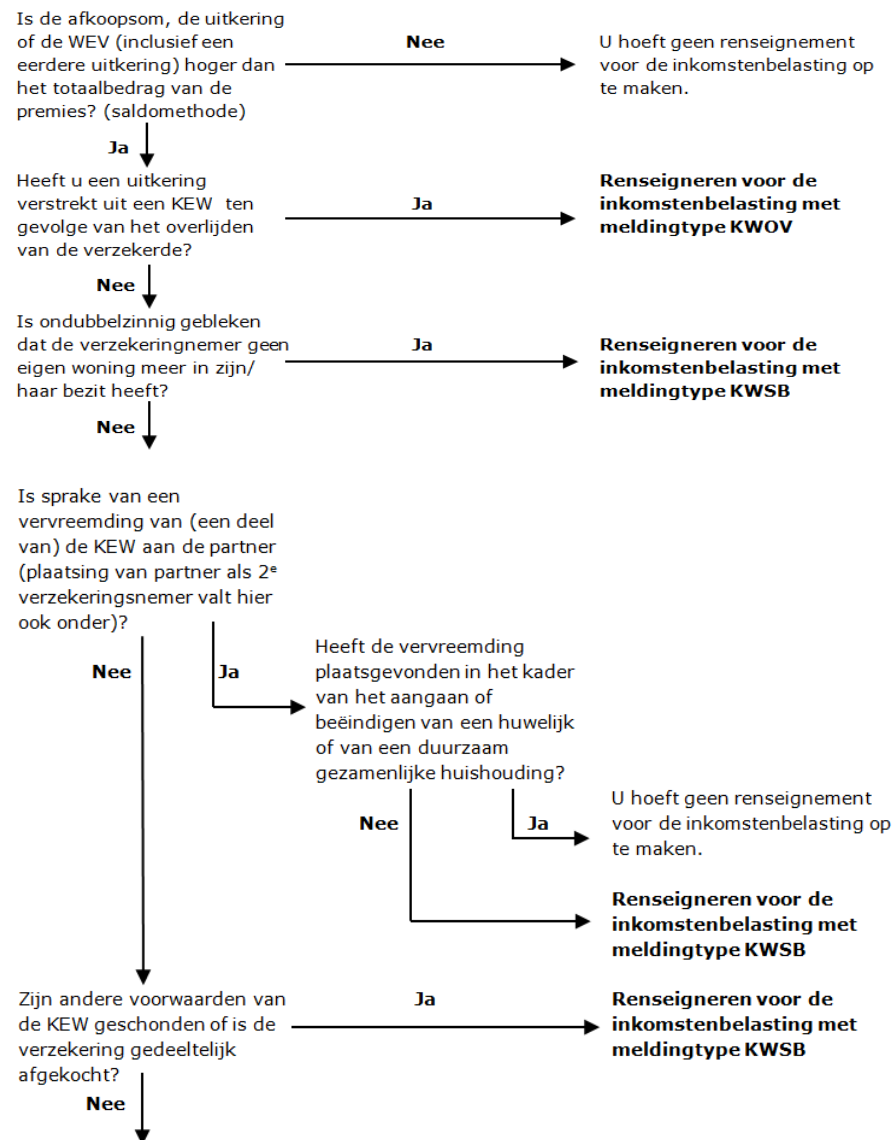 Is de afkoopsom, de uitkering
of de WEV (inclusief een
eerdere uitkering) hoger dan
het totaalbedrag van de
premies? (saldomethode)
Nee
U hoeft geen renseignement
voor de inkomstenbelasting op
te maken.
Ja
Heeft u een uitkering
verstrekt uit een KEW ten
gevolge van het overlijden
van de verzekerde?
Ja
Renseigneren voor de
inkomstenbelasting met
meldingtype KWOV
Nee
Is ondubbelzinnig gebleken
dat de verzekeringnemer geen
eigen woning meer in zijn/
haar bezit heeft?
Ja
Renseigneren voor de
inkomstenbelasting met
meldingtype KWSB
Nee
Is sprake van een
vervreemding van (een deel
van) de KEW aan de partner
(plaatsing van partner als 2e
verzekeringsnemer valt hier
ook onder)?
Nee
Ja
Heeft de vervreemding
plaatsgevonden in het kader
van het aangaan of
beëindigen van een huwelijk
of van een duurzaam
gezamenlijke huishouding?
Nee
Ja
U hoeft geen renseignement
voor de inkomstenbelasting op
te maken.
Renseigneren voor de
inkomstenbelasting met
meldingtype KWSB
Zijn andere voorwaarden van
de KEW geschonden of is de
verzekering gedeeltelijk
afgekocht?
Ja
Renseigneren voor de
inkomstenbelasting met
meldingtype KWSB
Nee